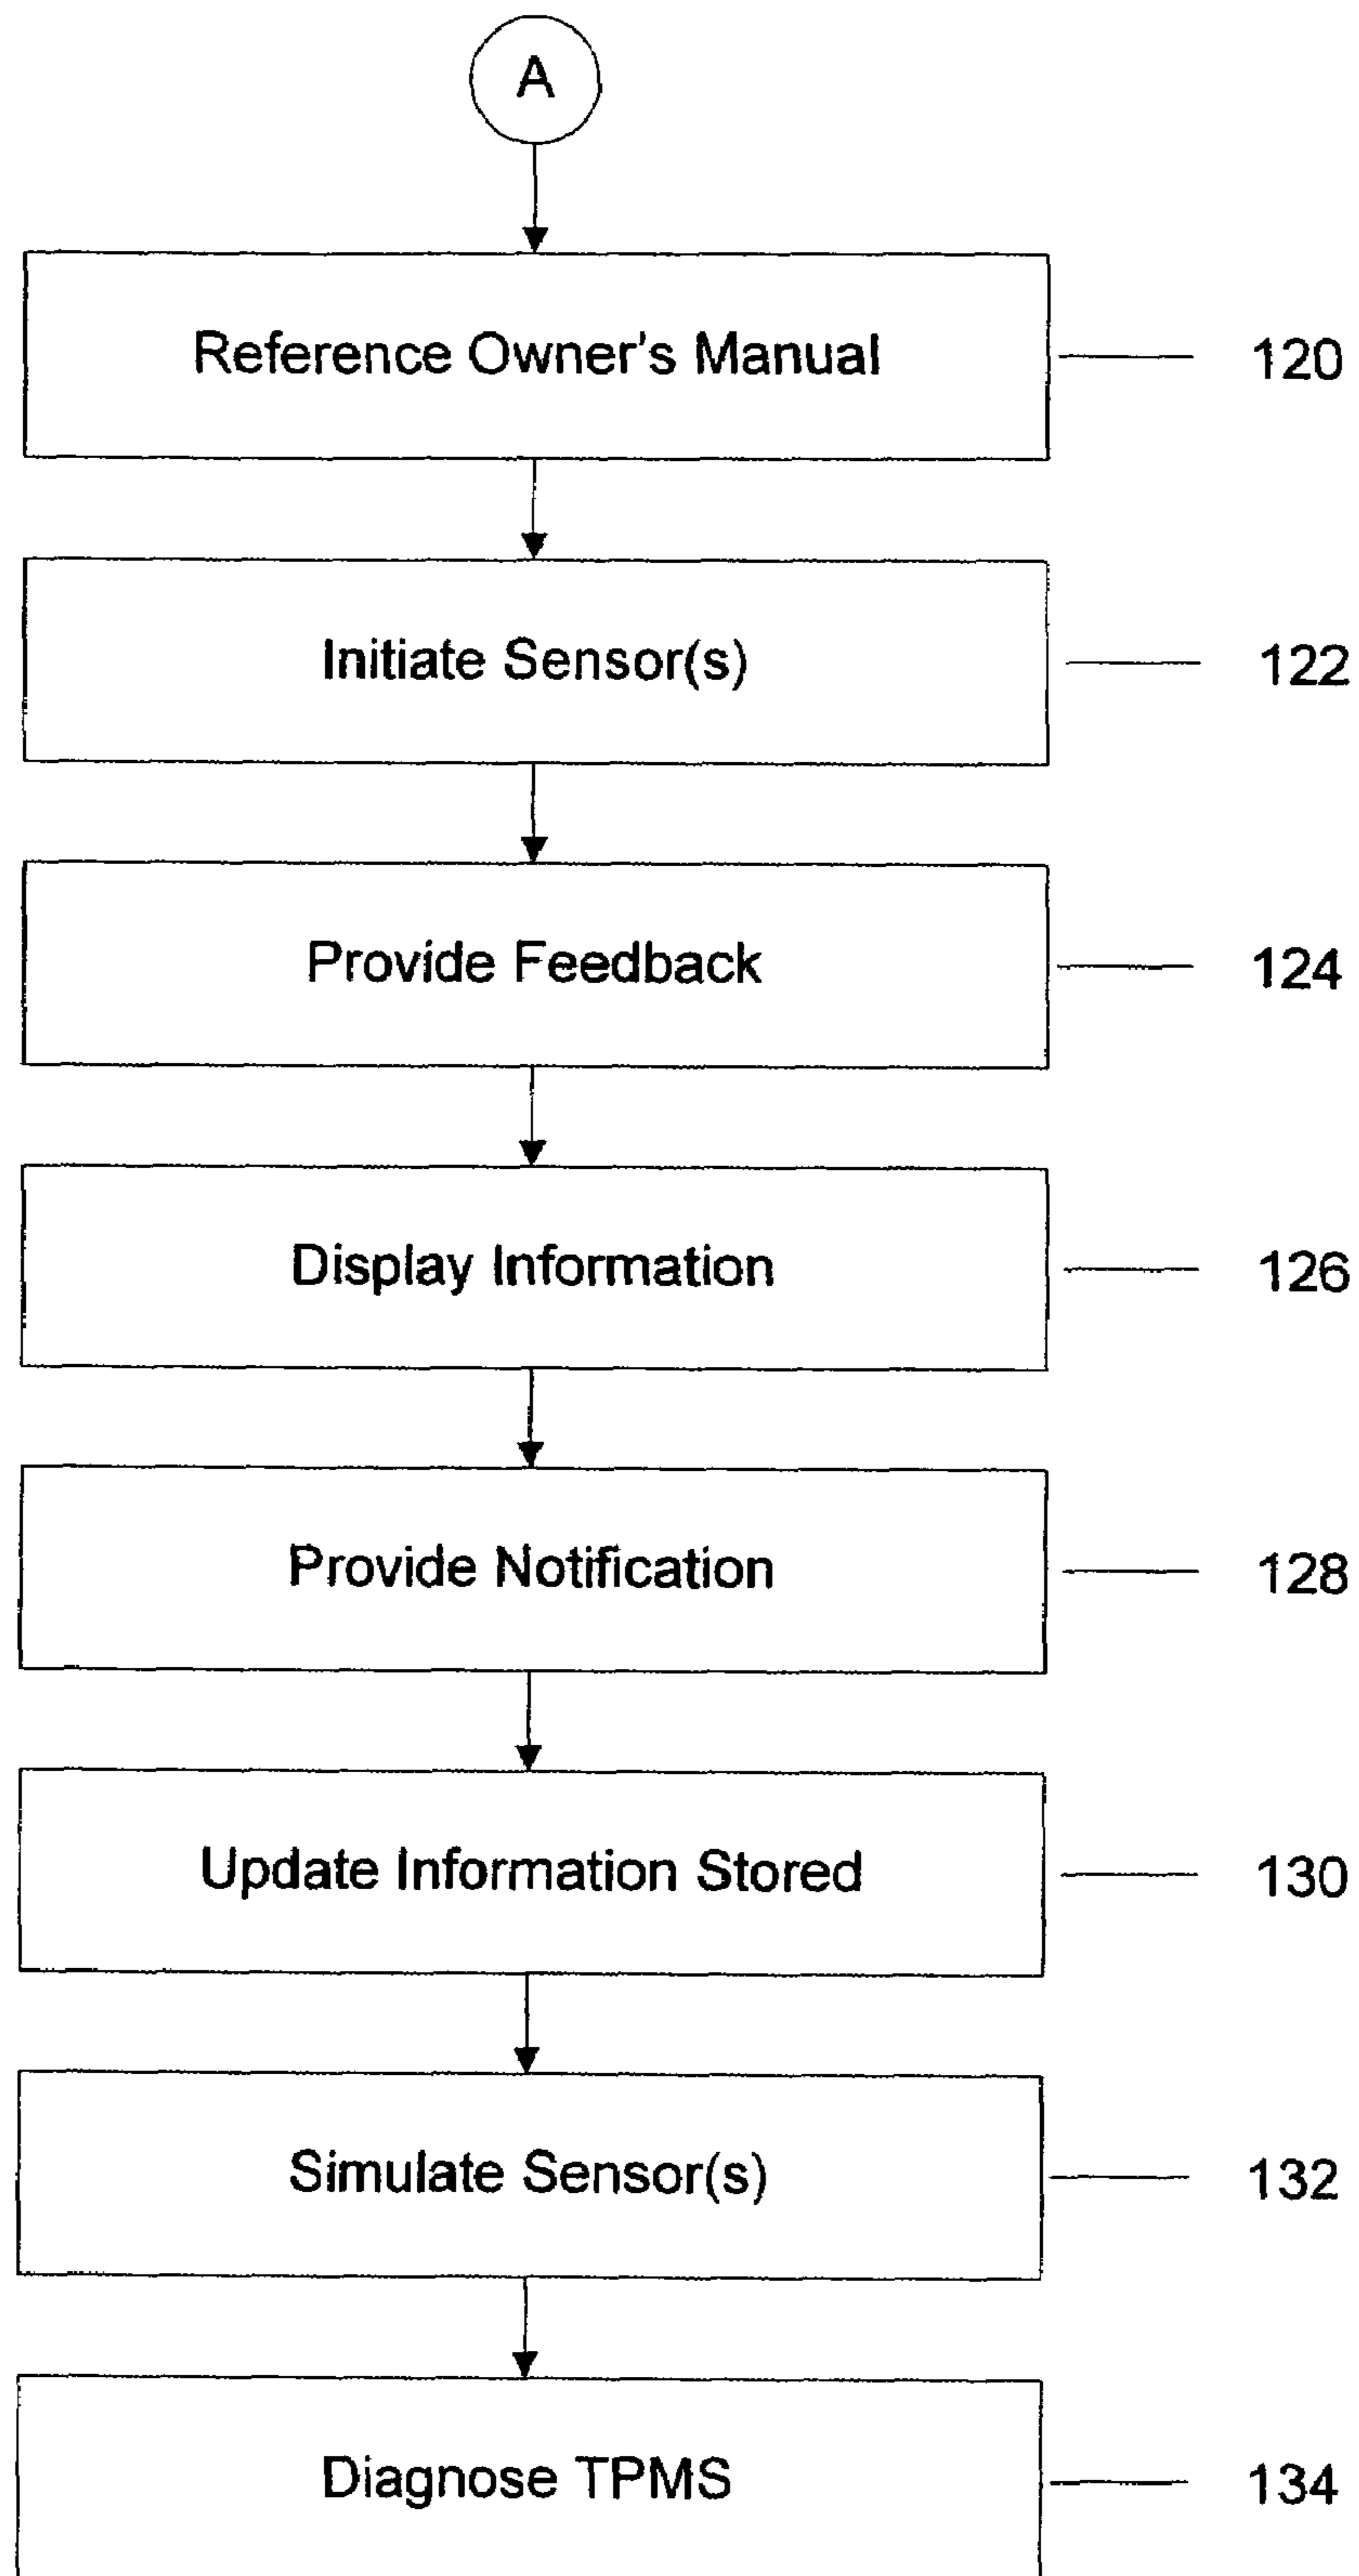 A
Reference Owner's Manual
120
Initiate Sensor(s)
122
Provide Feedback
124
Display Information
126
Provide Notification
128
Update Information Stored
130
Simulate Sensor(s)
132
Diagnose TPMS
134